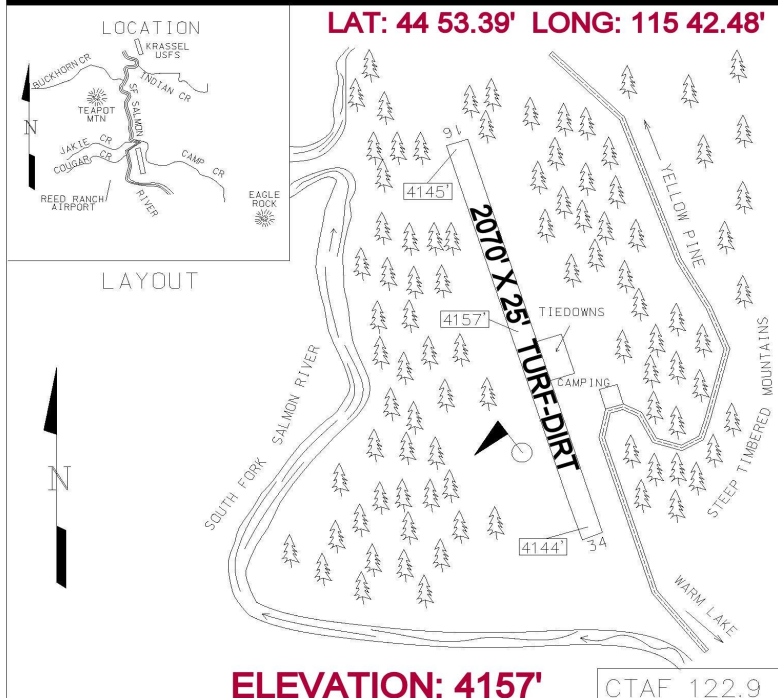 LAT: 44 53.39' LONG: 115 42.48'
LOCATION
KRASSEL
USFS
BUCKHORN CR
INDIAN CR
SF SALMON
RIVER
TEAPOT
MTN
N
JAKIE CR
COUGAR CR
CAMP CR
REED RANCH
AIRPORT
EAGLE
ROCK
LAYOUT
16
4145'
YELLOW PINE
2070' X 25' TURF-DIRT
4157'
TIEDOWNS
CAMPING
SOUTH FORK SALMON RIVER
STEEP TIMBERED MOUNTAINS
N
4144'
34
WARM LAKE
ELEVATION: 4157'
CTAF 122.9